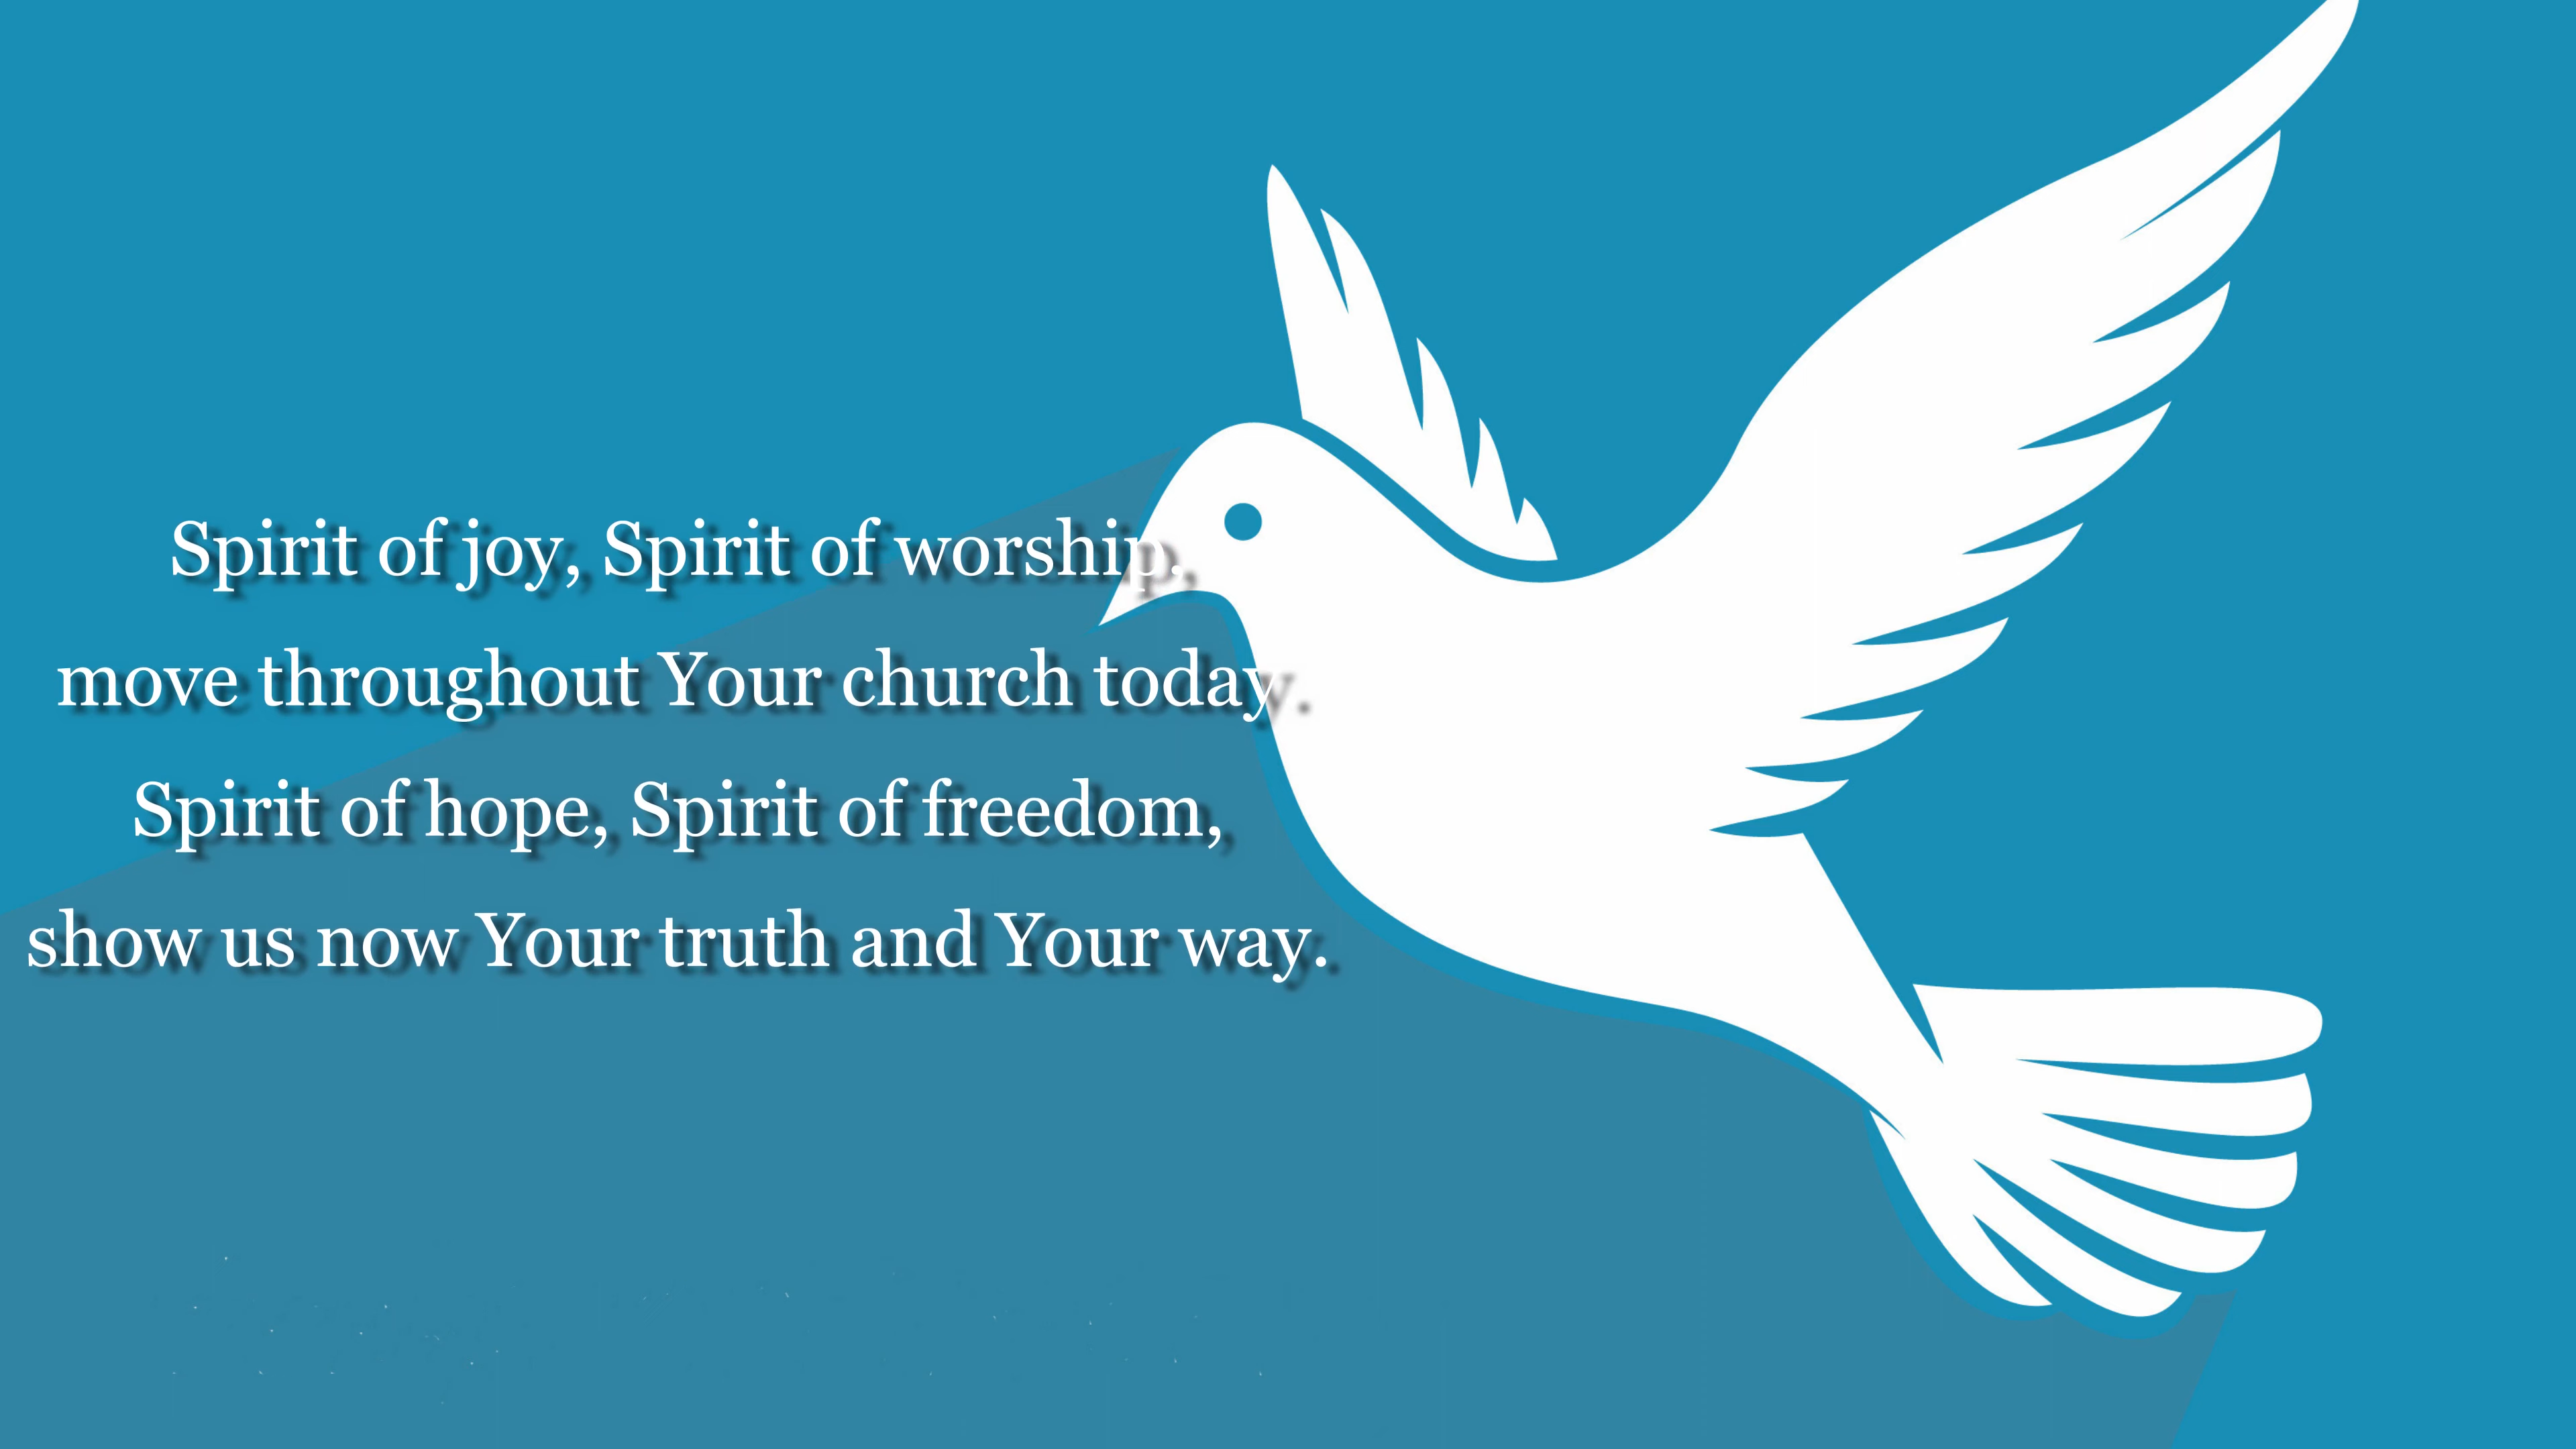 Spirit of joy, Spirit of worship,
move throughout Your church today.
Spirit of hope, Spirit of freedom,
show us now Your truth and Your way.